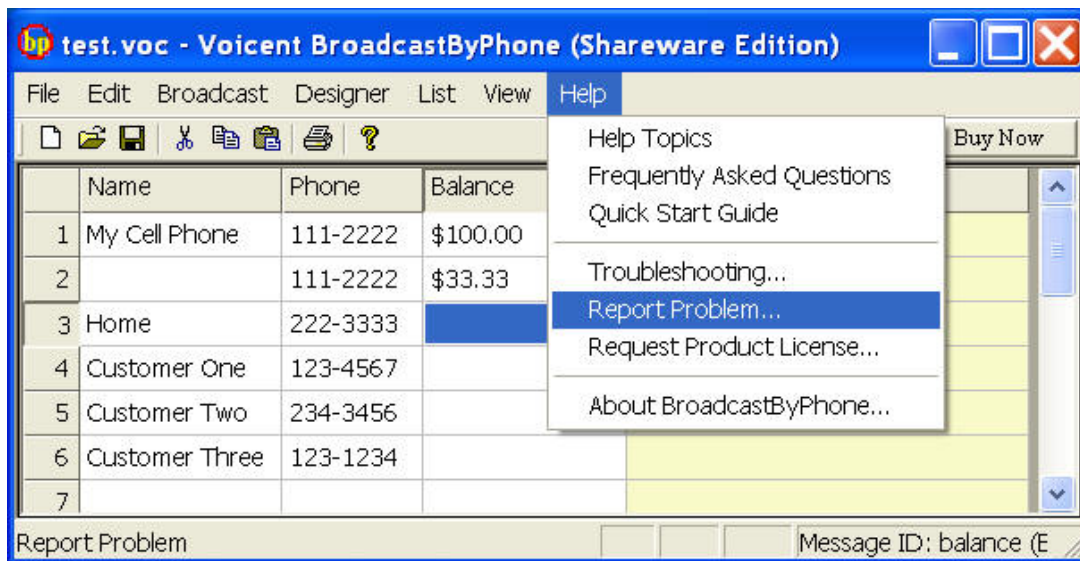 bp test.voc - Voicent BroadcastByPhone (Shareware Edition)
File Edit Broadcast Designer List View Help
Buy Now
Name Phone Balance
1 My Cell Phone 111-2222 $100.00
2 111-2222 $33.33
3 Home 222-3333
4 Customer One 123-4567
5 Customer Two 234-3456
6 Customer Three 123-1234
7
Help Topics
Frequently Asked Questions
Quick Start Guide
Troubleshooting...
Report Problem...
Request Product License...
About BroadcastByPhone...
Report Problem Message ID: balance (E